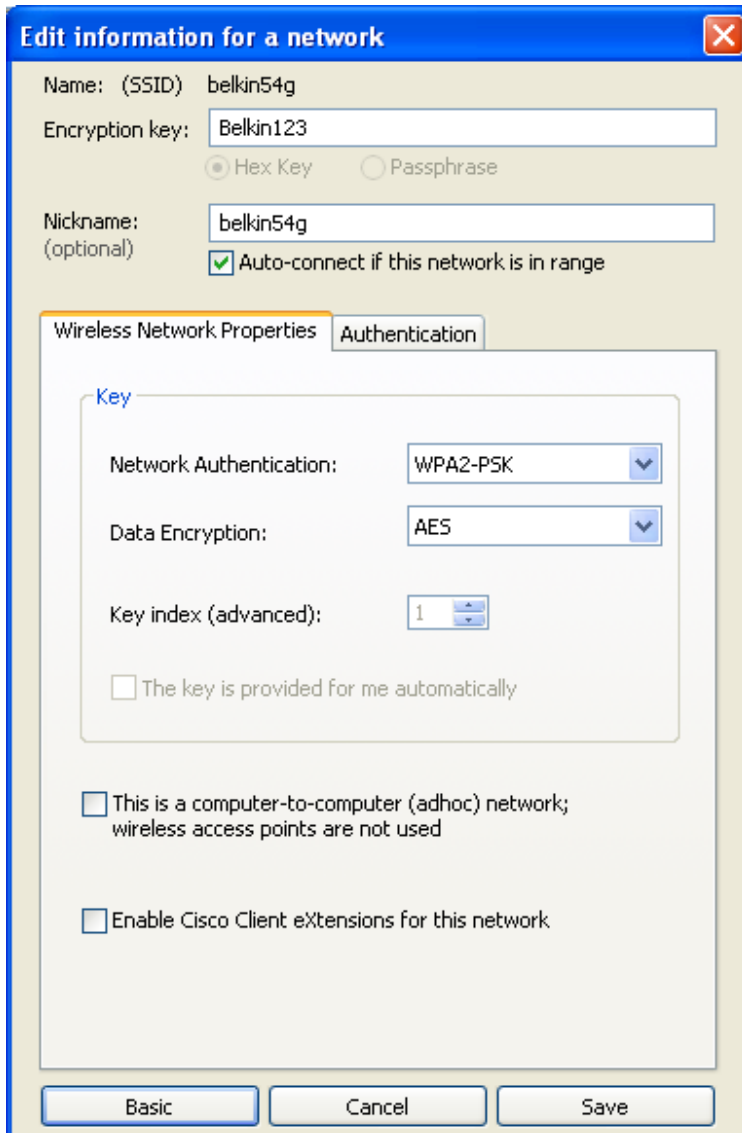 Edit information for a network
Name: (SSID) belkin54g
Encryption key: Belkin123
Hex Key Passphrase
Nickname: belkin54g
(optional)
Auto-connect if this network is in range
Wireless Network Properties Authentication
Key
Network Authentication: WPA2-PSK
Data Encryption: AES
Key index (advanced): 1
The key is provided for me automatically
This is a computer-to-computer (adhoc) network;
wireless access points are not used
Enable Cisco Client eXtensions for this network
Basic Cancel Save